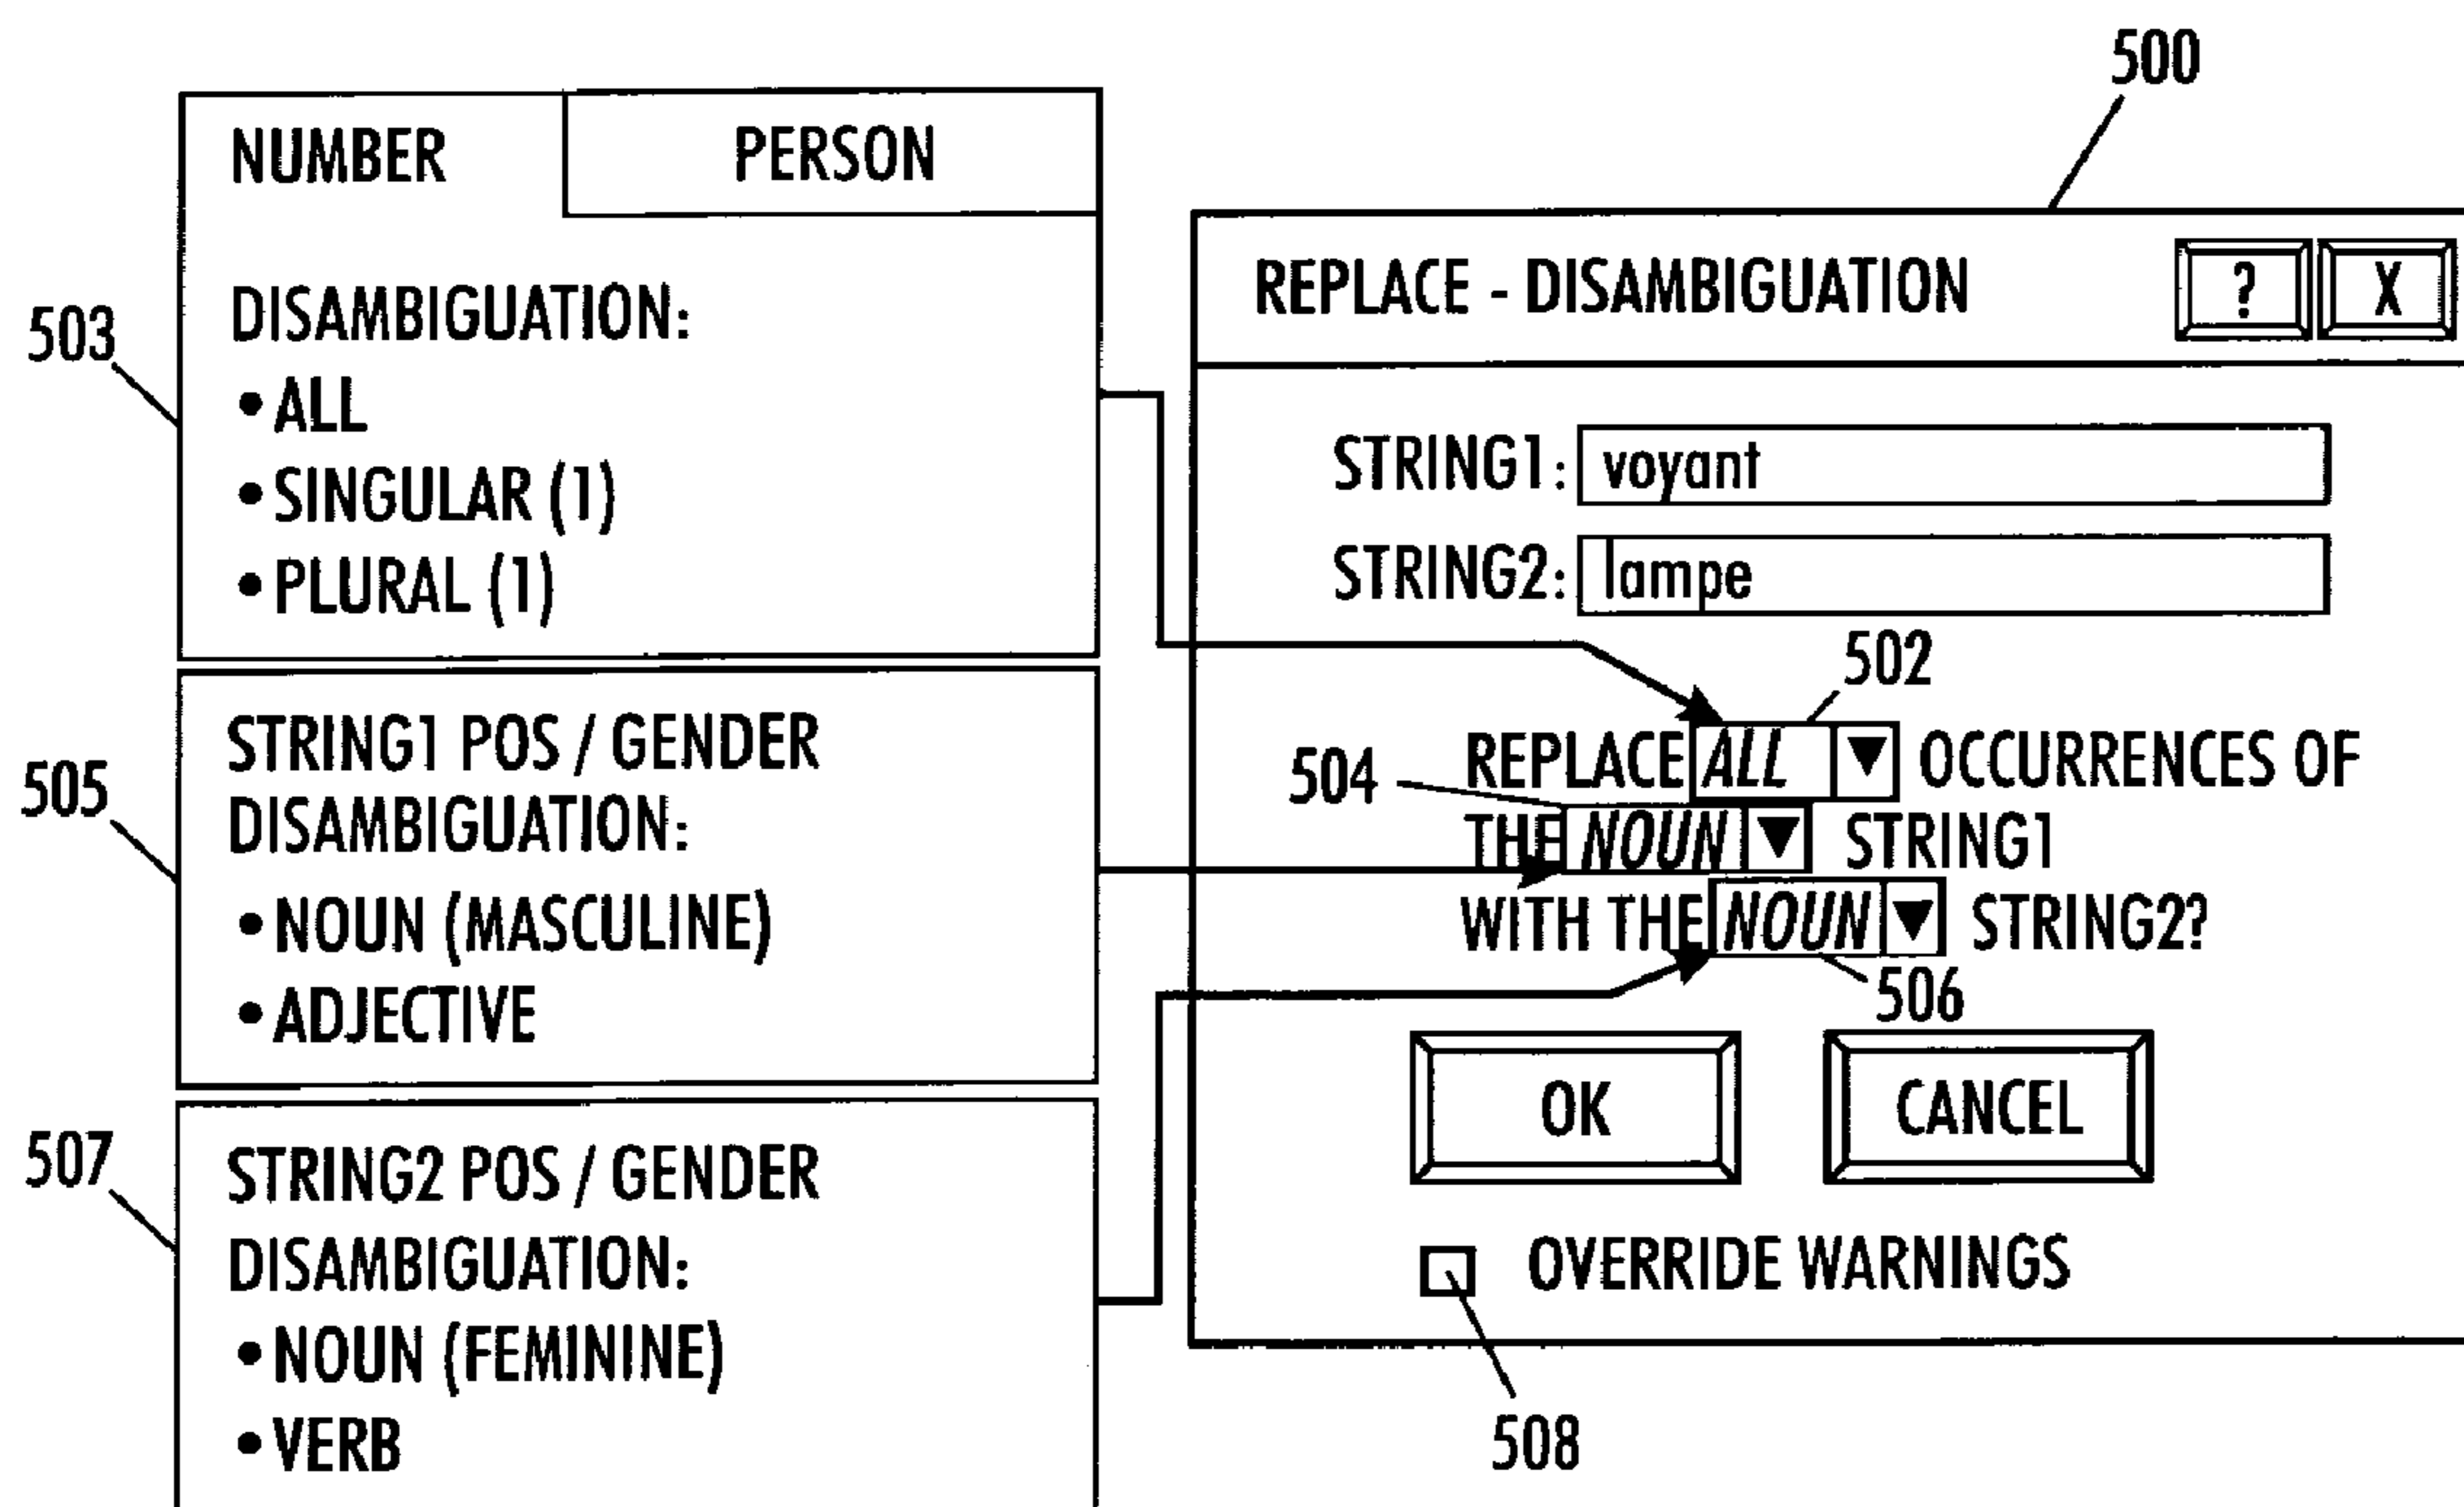 500
NUMBER
PERSON
DISAMBIGUATION:
• ALL
• SINGULAR (1)
• PLURAL (1)
503
STRING1 POS / GENDER
DISAMBIGUATION:
• NOUN (MASCULINE)
• ADJECTIVE
505
STRING2 POS / GENDER
DISAMBIGUATION:
• NOUN (FEMININE)
• VERB
507
REPLACE - DISAMBIGUATION
?
X
STRING1: voyant
STRING2: lampe
502
REPLACE ALL ▼ OCCURRENCES OF
504
THE NOUN ▼ STRING1
WITH THE NOUN ▼ STRING2?
506
OK
CANCEL
OVERRIDE WARNINGS
508